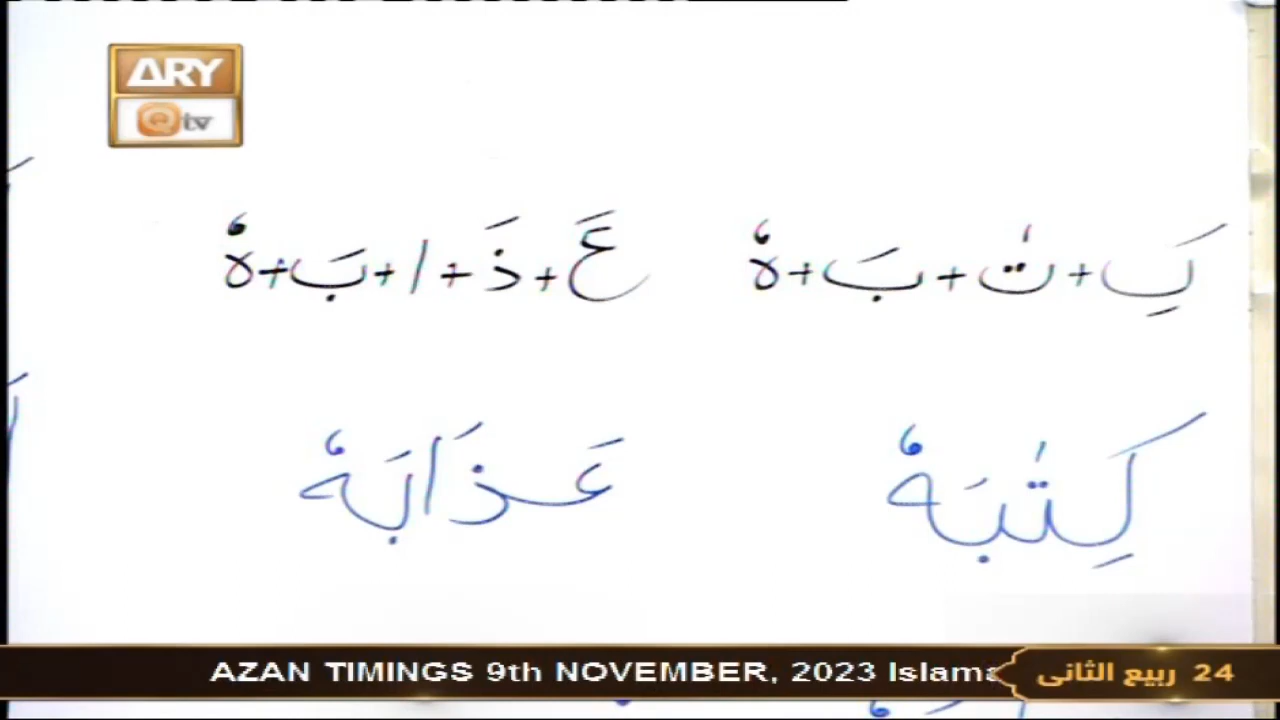 ARY
Qtv
كِ + تٰ + بَ + هٗ
عَ + ذَ + ا + بَ + هٗ
كِتٰبَهٗ
عَذَابَهٗ
AZAN TIMINGS 9th NOVEMBER, 2023 Islama
24 ربیع الثانی